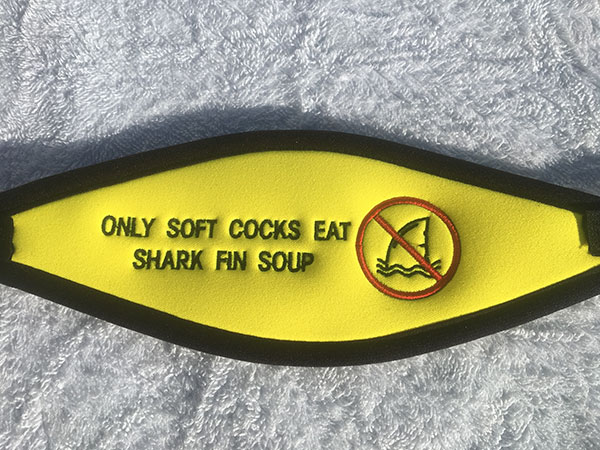 ONLY SOFT COCKS EAT
SHARK FIN SOUP